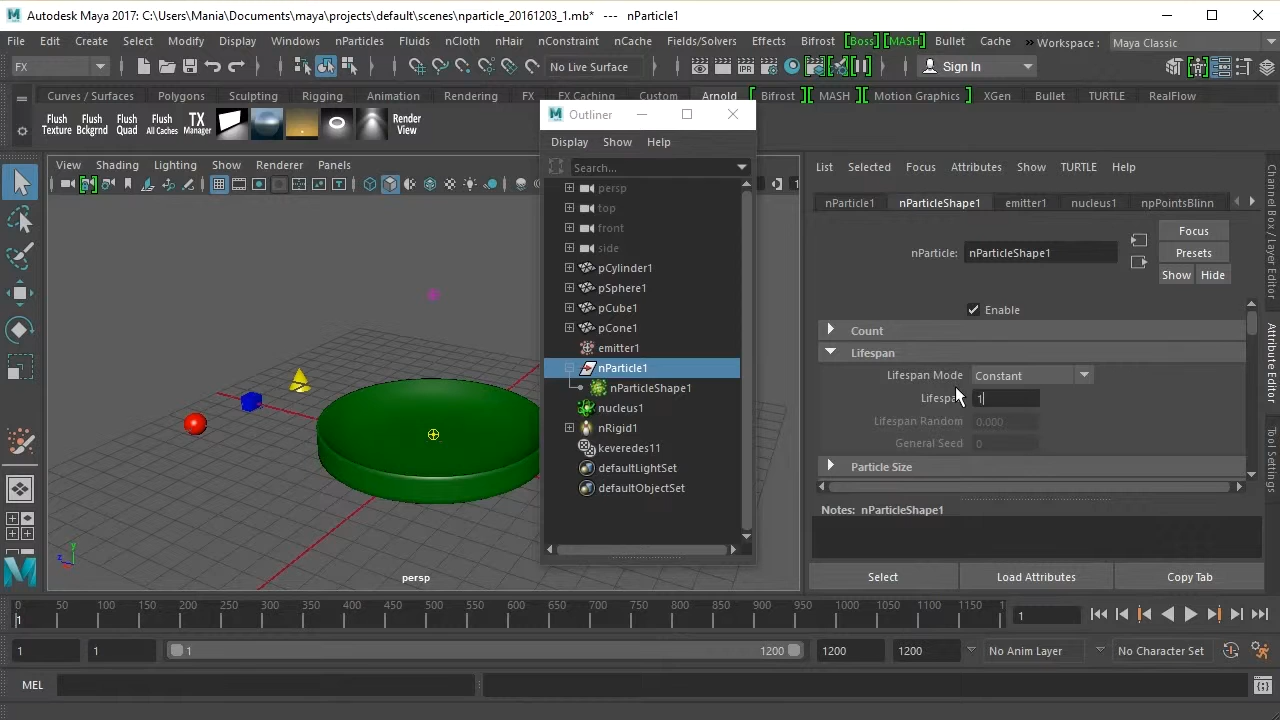 Autodesk Maya 2017: C:\Users\Mania\Documents\maya\projects\default\scenes\nparticle_20161203_1.mb* --- nParticle1
File Edit Create Select Modify Display Windows nParticles Fluids nCloth nHair nConstraint nCache Fields/Solvers Effects Bifrost [Boss] [MASH] Bullet Cache » Workspace : Maya Classic
FX No Live Surface IPR Sign In
Curves / Surfaces Polygons Sculpting Rigging Animation Rendering FX FX Caching Custom Arnold Bifrost MASH Motion Graphics XGen Bullet TURTLE RealFlow
Flush Texture Flush Bckgrnd Flush Quad Flush All Caches TX Manager Render View
Outliner
Display Show Help
Search...
persp
top
front
side
pCylinder1
pSphere1
pCube1
pCone1
emitter1
nParticle1
nParticleShape1
nucleus1
nRigid1
keveredes11
defaultLightSet
defaultObjectSet
View Shading Lighting Show Renderer Panels
persp
y
z
x
List Selected Focus Attributes Show TURTLE Help
nParticle1 nParticleShape1 emitter1 nucleus1 npPointsBlinn
Focus
nParticle: nParticleShape1 Presets
Show Hide
Enable
Count
Lifespan
Lifespan Mode Constant
1
Lifespan Random 0.000
General Seed 0
Particle Size
Notes: nParticleShape1
Select Load Attributes Copy Tab
Channel Box / Layer Editor
Attribute Editor
Tool Settings
0 50 100 150 200 250 300 350 400 450 500 550 600 650 700 750 800 850 900 950 1000 1050 1100 1150
1 1
1 1 1 1200 1200 1200 No Anim Layer No Character Set
MEL